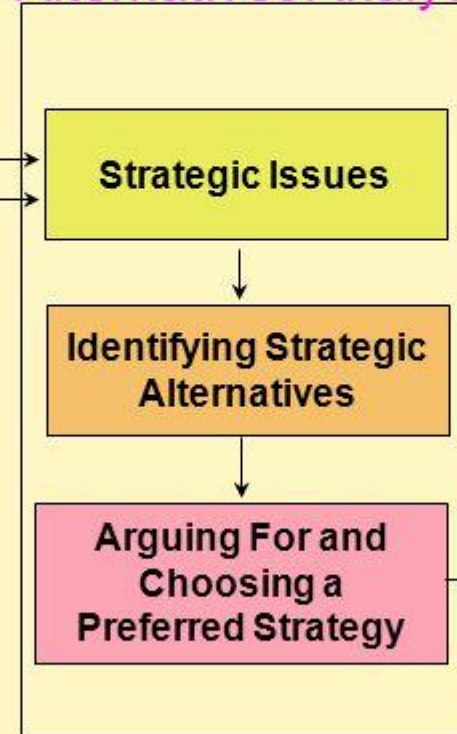 Strategic Issues
Identifying Strategic
Alternatives
Arguing For and
Choosing a
Preferred Strategy